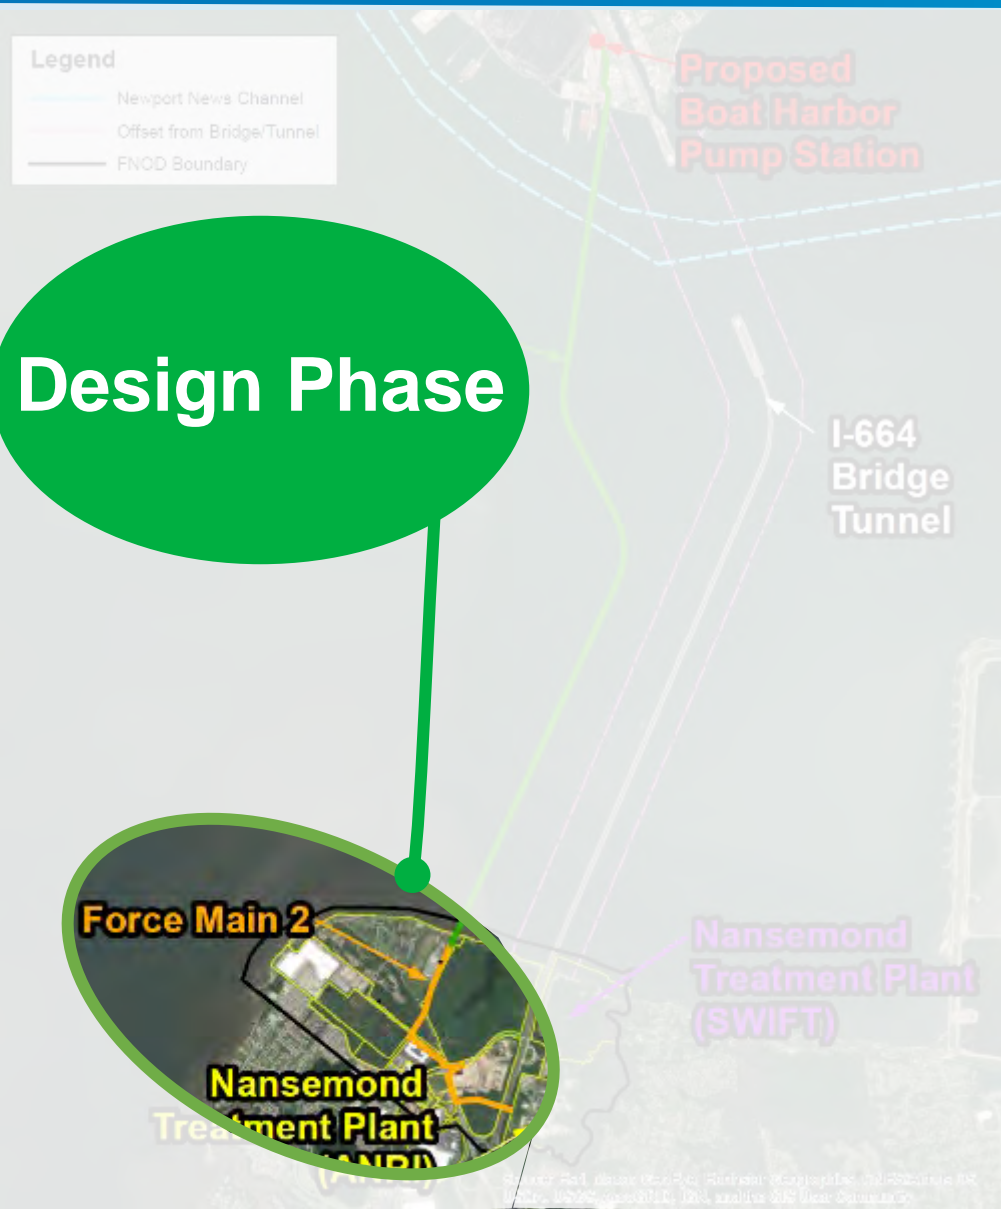 Legend
Newport News Channel
Offset from Bridge/Tunnel
FNOD Boundary
Proposed
Boat Harbor
Pump Station
Design Phase
I-664
Bridge
Tunnel
Force Main 2
Nansemond
Treatment Plant
(SWIFT)
Nansemond
Treatment Plant
(ANRI)